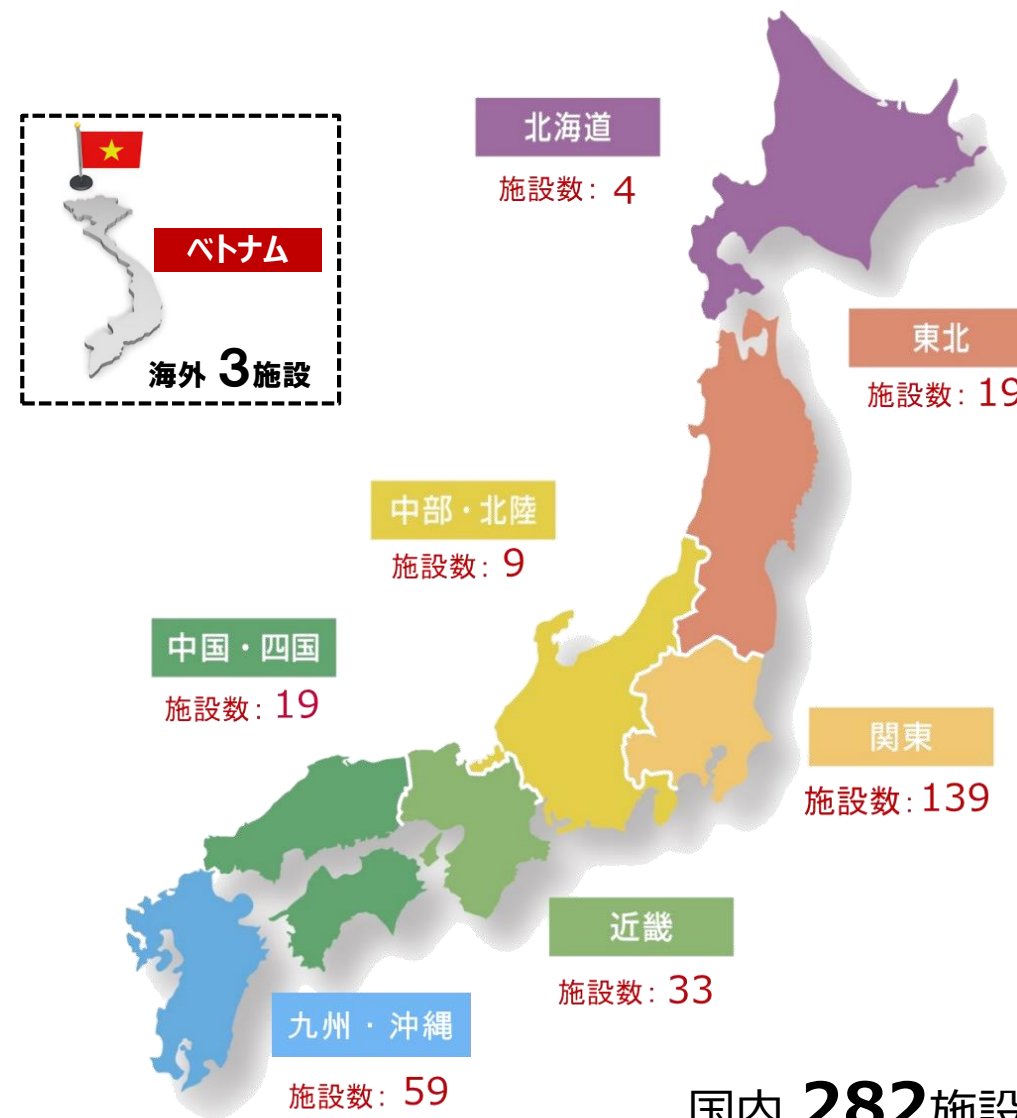 北海道
施設数: 4
ベトナム
海外 3施設
東北
施設数: 19
中部・北陸
施設数: 9
中国・四国
施設数: 19
関東
施設数: 139
近畿
施設数: 33
九州・沖縄
施設数: 59
国内 282施設